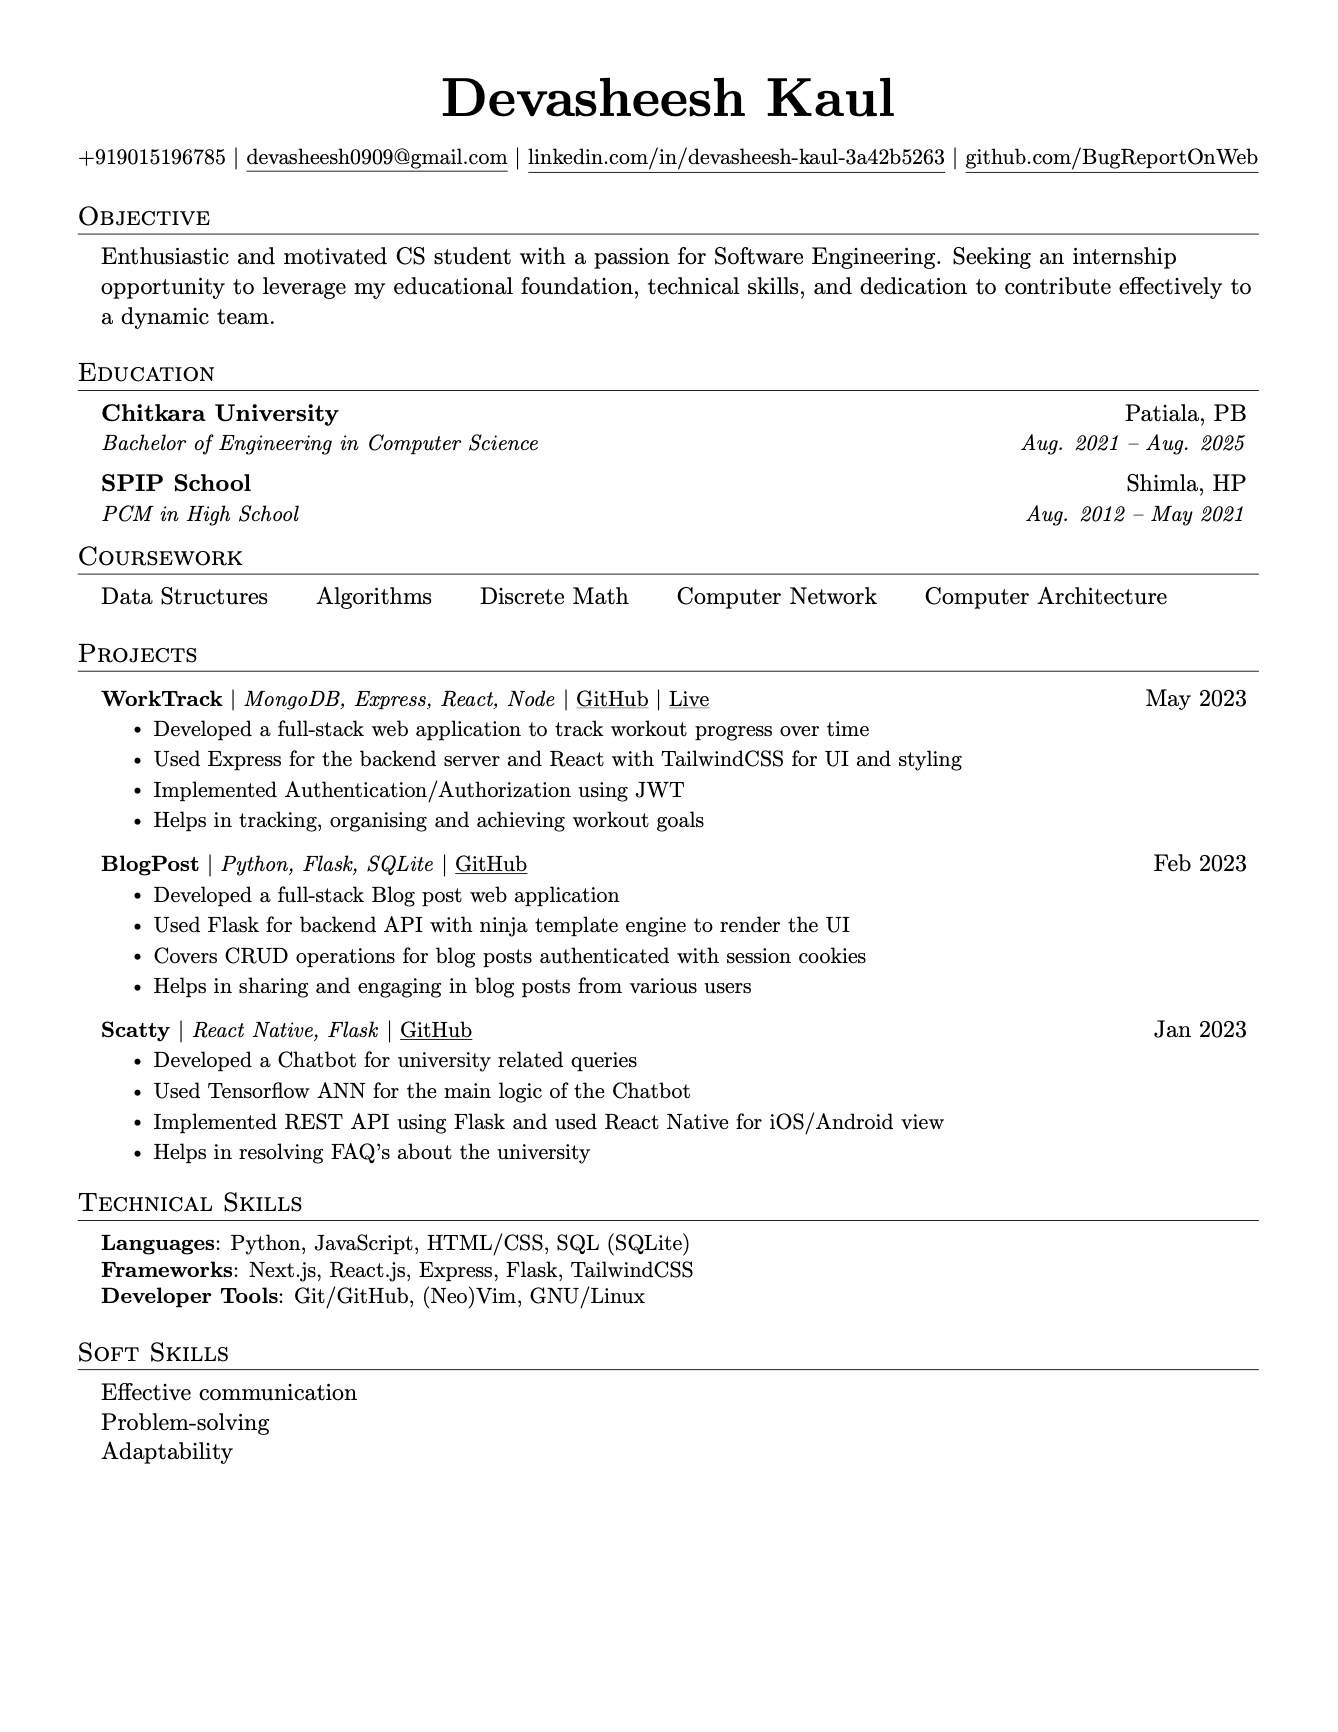 Devasheesh Kaul
+919015196785 | devasheesh0909@gmail.com | linkedin.com/in/devasheesh-kaul-3a42b5263 | github.com/BugReportOnWeb
Objective
Enthusiastic and motivated CS student with a passion for Software Engineering. Seeking an internship
opportunity to leverage my educational foundation, technical skills, and dedication to contribute effectively to
a dynamic team.
Education
Chitkara University Patiala, PB
Bachelor of Engineering in Computer Science Aug. 2021 – Aug. 2025
SPIP School Shimla, HP
PCM in High School Aug. 2012 – May 2021
Coursework
Data Structures Algorithms Discrete Math Computer Network Computer Architecture
Projects
WorkTrack | MongoDB, Express, React, Node | GitHub | Live May 2023
• Developed a full-stack web application to track workout progress over time
• Used Express for the backend server and React with TailwindCSS for UI and styling
• Implemented Authentication/Authorization using JWT
• Helps in tracking, organising and achieving workout goals
BlogPost | Python, Flask, SQLite | GitHub Feb 2023
• Developed a full-stack Blog post web application
• Used Flask for backend API with ninja template engine to render the UI
• Covers CRUD operations for blog posts authenticated with session cookies
• Helps in sharing and engaging in blog posts from various users
Scatty | React Native, Flask | GitHub Jan 2023
• Developed a Chatbot for university related queries
• Used Tensorflow ANN for the main logic of the Chatbot
• Implemented REST API using Flask and used React Native for iOS/Android view
• Helps in resolving FAQ's about the university
Technical Skills
Languages: Python, JavaScript, HTML/CSS, SQL (SQLite)
Frameworks: Next.js, React.js, Express, Flask, TailwindCSS
Developer Tools: Git/GitHub, (Neo)Vim, GNU/Linux
Soft Skills
Effective communication
Problem-solving
Adaptability